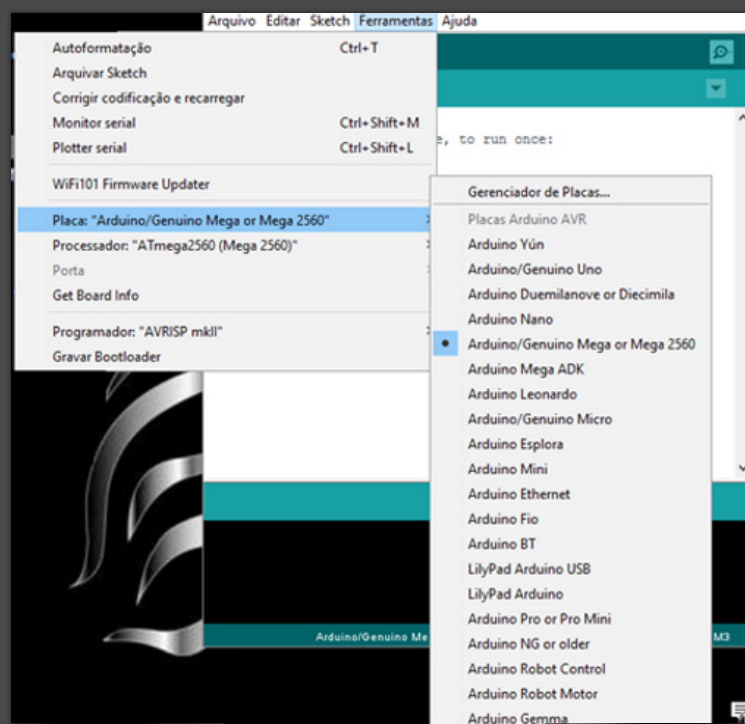 Arquivo Editar Sketch Ferramentas Ajuda
Autoformatação Ctrl+T
Arquivar Sketch
Corrigir codificação e recarregar
Monitor serial Ctrl+Shift+M
Plotter serial Ctrl+Shift+L
WiFi101 Firmware Updater
Placa: "Arduino/Genuino Mega or Mega 2560"
Processador: "ATmega2560 (Mega 2560)"
Porta
Get Board Info
Programador: "AVRISP mkII"
Gravar Bootloader
e, to run once:
Gerenciador de Placas...
Placas Arduino AVR
Arduino Yún
Arduino/Genuino Uno
Arduino Duemilanove or Diecimila
Arduino Nano
Arduino/Genuino Mega or Mega 2560
Arduino Mega ADK
Arduino Leonardo
Arduino/Genuino Micro
Arduino Esplora
Arduino Mini
Arduino Ethernet
Arduino Fio
Arduino BT
LilyPad Arduino USB
LilyPad Arduino
Arduino Pro or Pro Mini
Arduino NG or older
Arduino Robot Control
Arduino Robot Motor
Arduino Gemma
Arduino/Genuino Me M3